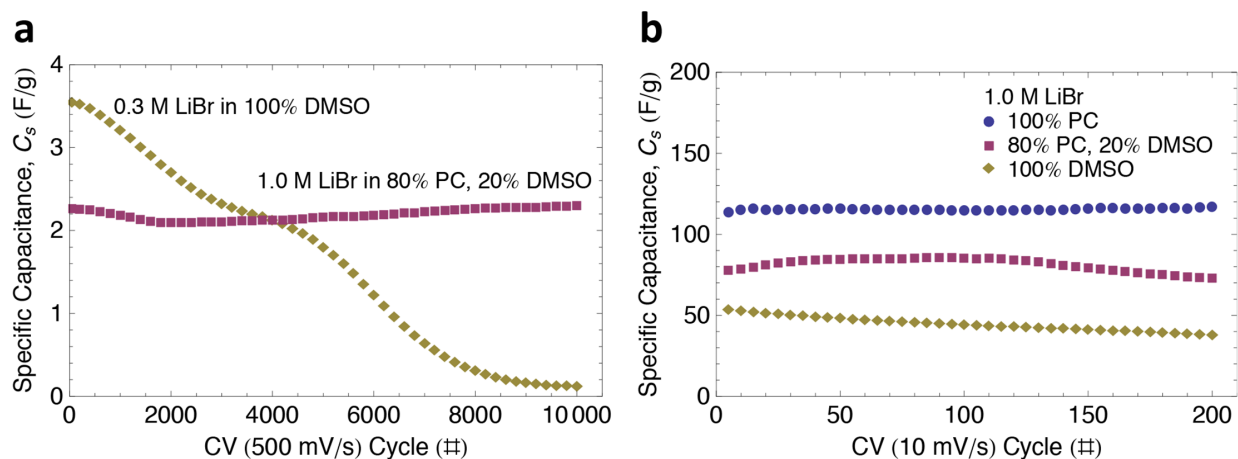 a
Specific Capacitance, Cs (F/g)
4
3
2
1
0
0.3 M LiBr in 100% DMSO
1.0 M LiBr in 80% PC, 20% DMSO
0 2000 4000 6000 8000 10000
CV (500 mV/s) Cycle (#)
b
Specific Capacitance, Cs (F/g)
200
150
100
50
0
1.0 M LiBr
100% PC
80% PC, 20% DMSO
100% DMSO
0 50 100 150 200
CV (10 mV/s) Cycle (#)